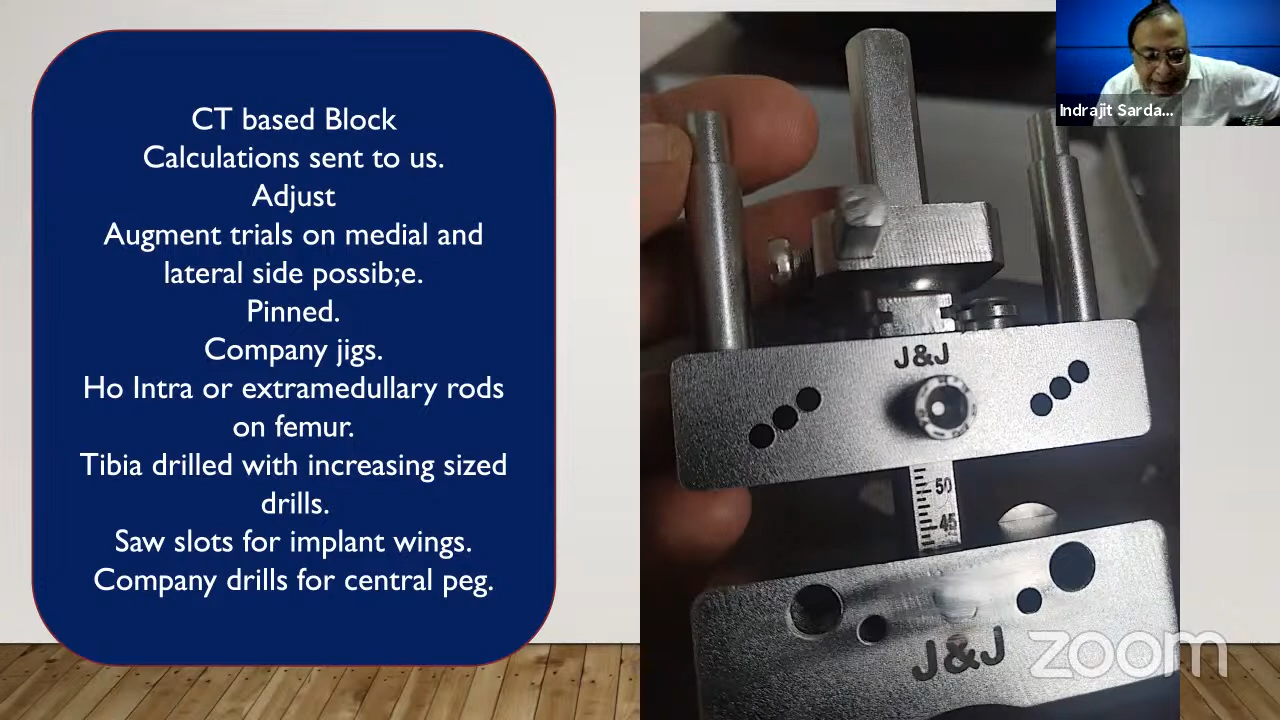 CT based Block
Calculations sent to us.
Adjust
Augment trials on medial and
lateral side possib;e.
Pinned.
Company jigs.
Ho Intra or extramedullary rods
on femur.
Tibia drilled with increasing sized
drills.
Saw slots for implant wings.
Company drills for central peg.
Indrajit Sarda...
J&J
50
45
J&J
zoom